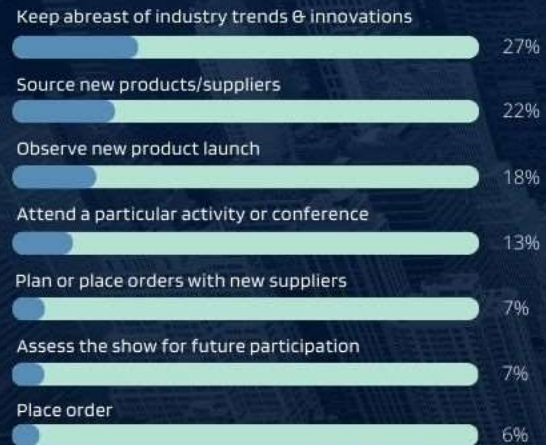 Keep abreast of industry trends & innovations
27%
Source new products/suppliers
22%
Observe new product launch
18%
Attend a particular activity or conference
13%
Plan or place orders with new suppliers
7%
Assess the show for future participation
7%
Place order
6%